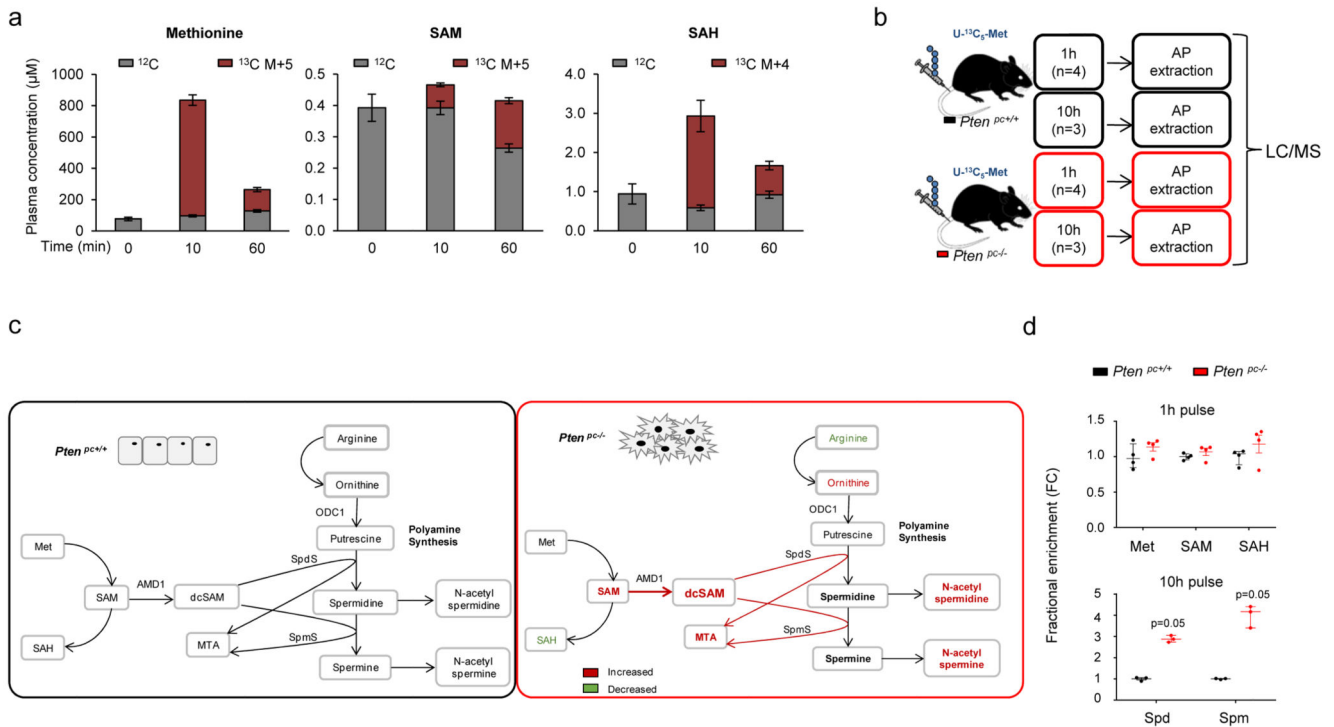 a
Methionine
SAM
SAH
¹²C
¹³C M+5
¹²C
¹³C M+5
¹²C
¹³C M+4
Plasma concentration (µM)
1000
800
600
400
200
0
0.5
0.4
0.3
0.2
0.1
0.0
4.0
3.0
2.0
1.0
0.0
Time (min)
0
10
60
0
10
60
0
10
60
b
U-¹³C₅-Met
Pten pc+/+
1h
(n=4)
AP
extraction
10h
(n=3)
AP
extraction
U-¹³C₅-Met
Pten pc-/-
1h
(n=4)
AP
extraction
10h
(n=3)
AP
extraction
LC/MS
c
Pten pc+/+
Arginine
Ornithine
ODC1
Putrescine
Polyamine
Synthesis
Met
SpdS
AMD1
SAM
dcSAM
Spermidine
N-acetyl
spermidine
SAH
MTA
SpmS
Spermine
N-acetyl
spermine
Pten pc-/-
Arginine
Ornithine
ODC1
Putrescine
Polyamine
Synthesis
Met
SpdS
AMD1
SAM
dcSAM
Spermidine
N-acetyl
spermidine
SAH
MTA
SpmS
Spermine
N-acetyl
spermine
Increased
Decreased
d
Pten pc+/+
Pten pc-/-
Fractional enrichment (FC)
1h pulse
1.5
1.0
1.0
0.0
Met
SAM
SAH
10h pulse
5
4
3
2
1
0
p=0.05
p=0.05
Spd
Spm